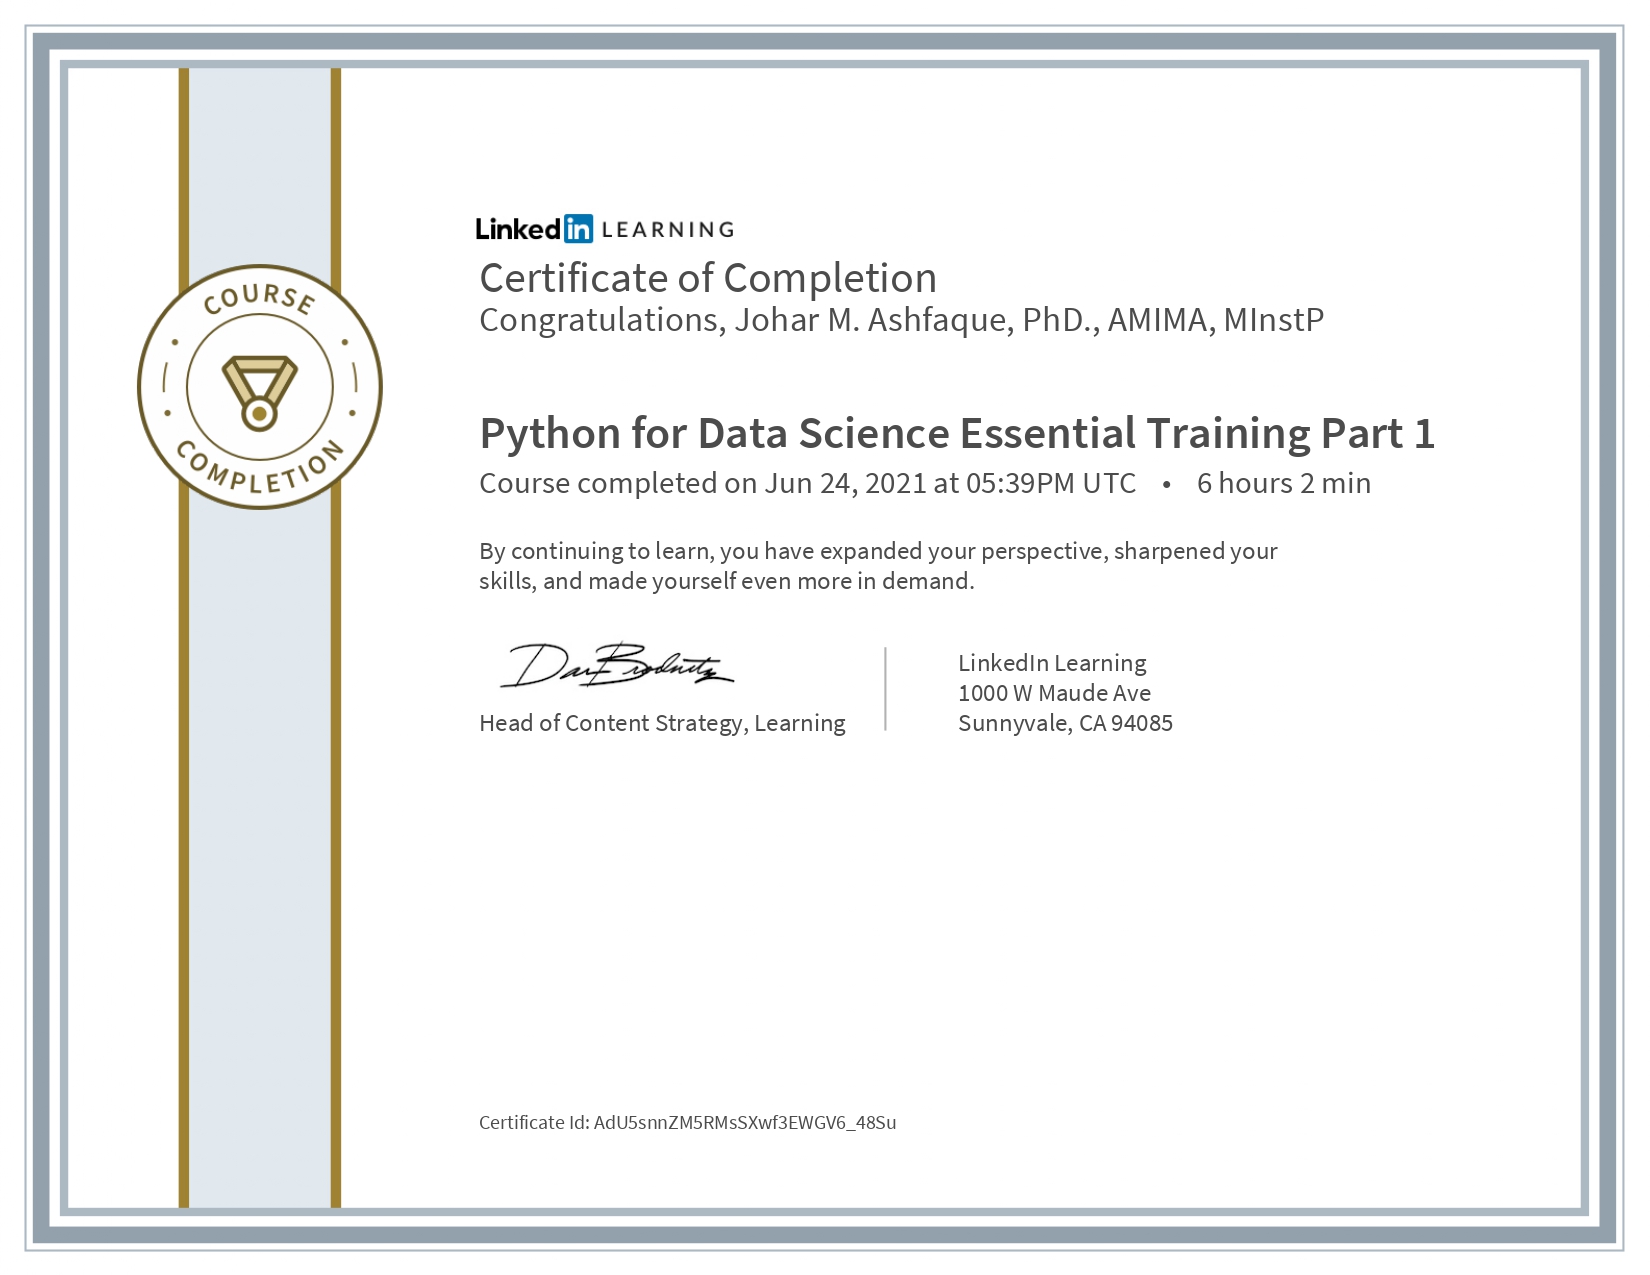 LinkedIn LEARNING
Certificate of Completion
Congratulations, Johar M. Ashfaque, PhD., AMIMA, MInstP
COURSE
COMPLETION
Python for Data Science Essential Training Part 1
Course completed on Jun 24, 2021 at 05:39PM UTC • 6 hours 2 min
By continuing to learn, you have expanded your perspective, sharpened your
skills, and made yourself even more in demand.
Dan Brodnitz
Head of Content Strategy, Learning
LinkedIn Learning
1000 W Maude Ave
Sunnyvale, CA 94085
Certificate Id: AdU5snnZM5RMsSXwf3EWGV6_48Su